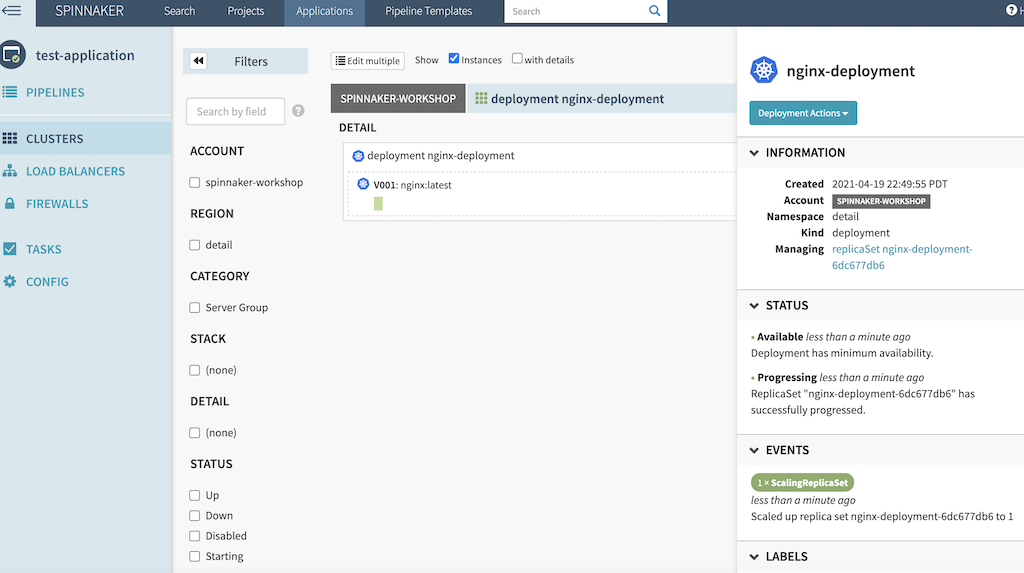 SPINNAKER Search Projects Applications Pipeline Templates Search ? H
test-application
PIPELINES
CLUSTERS
LOAD BALANCERS
FIREWALLS
TASKS
CONFIG
Filters
Search by field ?
ACCOUNT
spinnaker-workshop
REGION
detail
CATEGORY
Server Group
STACK
(none)
DETAIL
(none)
STATUS
Up
Down
Disabled
Starting
Edit multiple Show Instances with details
SPINNAKER-WORKSHOP deployment nginx-deployment
DETAIL
deployment nginx-deployment
V001: nginx:latest
nginx-deployment
Deployment Actions
INFORMATION
Created 2021-04-19 22:49:55 PDT
Account SPINNAKER-WORKSHOP
Namespace detail
Kind deployment
Managing replicaSet nginx-deployment-
6dc677db6
STATUS
• Available less than a minute ago
Deployment has minimum availability.
• Progressing less than a minute ago
ReplicaSet "nginx-deployment-6dc677db6" has
successfully progressed.
EVENTS
1 × ScalingReplicaSet
less than a minute ago
Scaled up replica set nginx-deployment-6dc677db6 to 1
LABELS